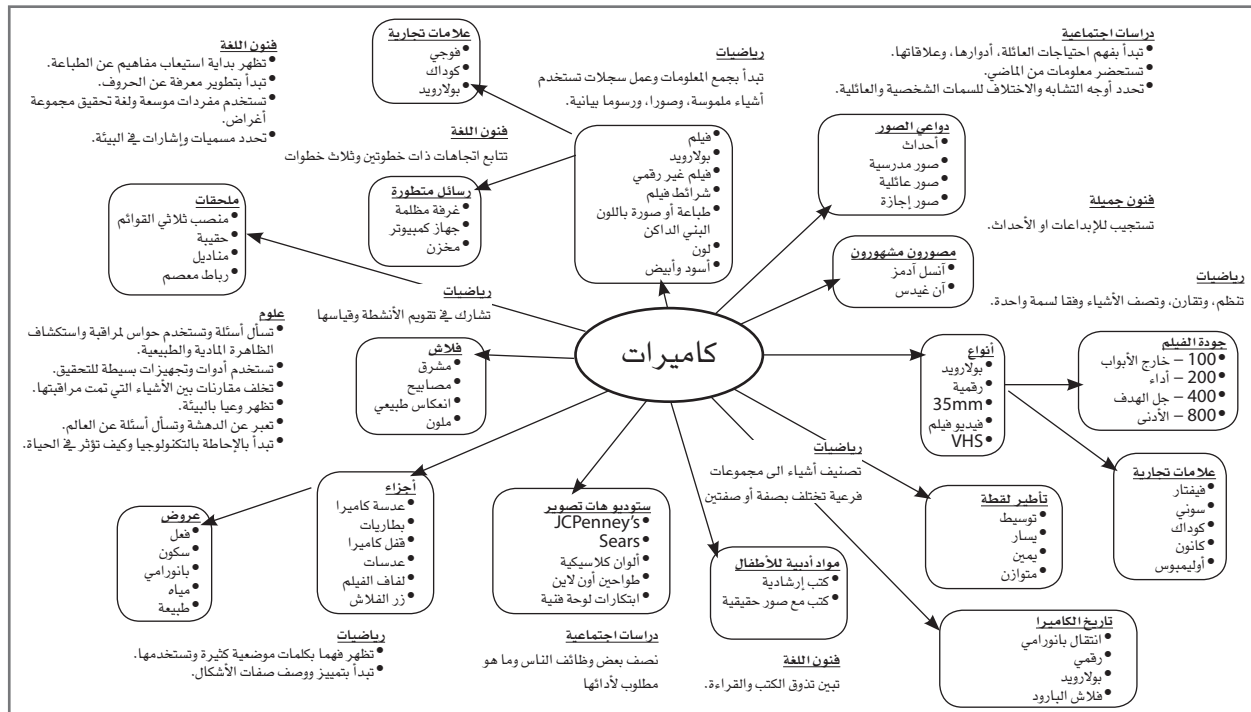 دراسات اجتماعية
• تبدأ بفهم احتياجات العائلة، أدوارها، وعلاقاتها.
• تستحضر معلومات من الماضي.
• تحدد أوجه التشابه والاختلاف للسمات الشخصية والعائلية.
رياضيات
تبدأ بجمع المعلومات وعمل سجلات تستخدم
أشياء ملموسة، وصورا، ورسوما بيانية.
علامات تجارية
• فوجي
• كوداك
• بولارويد
فنون اللغة
• تظهر بداية استيعاب مفاهيم عن الطباعة.
• تبدأ بتطوير معرفة عن الحروف.
• تستخدم مفردات موسعة ولغة تحقيق مجموعة
أغراض.
• تحدد مسميات وإشارات في البيئة.
دواعي الصور
• أحداث
• صور مدرسية
• صور عائلية
• صور إجازة
• فيلم
• بولارويد
• فيلم غير رقمي
• شرائط فيلم
• طباعة أو صورة باللون
البني الداكن
• لون
• أسود وأبيض
فنون اللغة
تتابع اتجاهات ذات خطوتين وثلاث خطوات
رسائل متطورة
• غرفة مظلمة
• جهاز كمبيوتر
• مخزن
ملحقات
• منصب ثلاثي القوائم
• حقيبة
• مناديل
• رباط معصم
فنون جميلة
تستجيب للإبداعات او الأحداث.
مصورون مشهورون
• آنسل آدمز
• آن غيدس
رياضيات
تنظم، وتقارن، وتصف الأشياء وفقا لسمة واحدة.
رياضيات
تشارك في تقويم الأنشطة وقياسها
كاميرات
علوم
• تسأل أسئلة وتستخدم حواس لمراقبة واستكشاف
الظاهرة المادية والطبيعية.
• تستخدم أدوات وتجهيزات بسيطة للتحقيق.
• تخلف مقارنات بين الأشياء التي تمت مراقبتها.
• تظهر وعيا بالبيئة.
• تعبر عن الدهشة وتسأل أسئلة عن العالم.
• تبدأ بالإحاطة بالتكنولوجيا وكيف تؤثر في الحياة.
فلاش
• مشرق
• مصابيح
• انعكاس طبيعي
• ملون
أنواع
• بولارويد
• رقمية
• 35mm
• فيديو فيلم
• VHS
جودة الفيلم
• 100 – خارج الأبواب
• 200 – أداء
• 400 – جل الهدف
• 800 – الأدنى
رياضيات
تصنيف أشياء الى مجموعات
فرعية تختلف بصفة أو صفتين
علامات تجارية
• فيفتار
• سوني
• كوداك
• كانون
• أوليمبوس
تأطير لقطة
• توسيط
• يسار
• يمين
• متوازن
ستوديو هات تصوير
• JCPenney's
• Sears
• ألوان كلاسيكية
• طواحين أون لاين
• ابتكارات لوحة فنية
أجزاء
• عدسة كاميرا
• بطاريات
• قفل كاميرا
• عدسات
• لفاف الفيلم
• زر الفلاش
عروض
• فعل
• سكون
• بانورامي
• مياه
• طبيعة
مواد أدبية للأطفال
• كتب إرشادية
• كتب مع صور حقيقية
تاريخ الكاميرا
• انتقال بانورامي
• رقمي
• بولارويد
• فلاش البارود
فنون اللغة
تبين تذوق الكتب والقراءة.
دراسات اجتماعية
نصف بعض وظائف الناس وما هو
مطلوب لأدائها
رياضيات
• تظهر فهما بكلمات موضعية كثيرة وتستخدمها.
• تبدأ بتمييز ووصف صفات الأشكال.